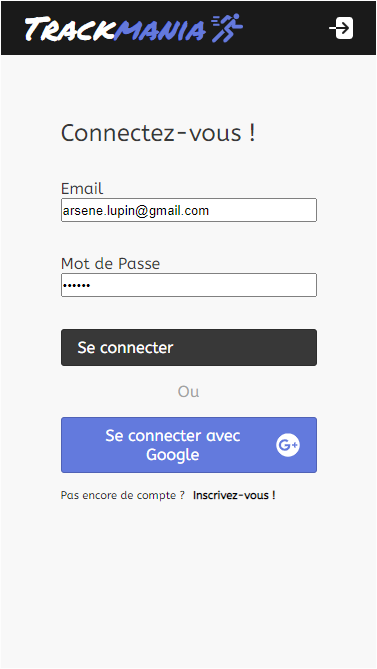 Trackmania
Connectez-vous !
Email
arsene.lupin@gmail.com
Mot de Passe
••••••
Se connecter
Ou
Se connecter avec
Google
G+
Pas encore de compte ? Inscrivez-vous !